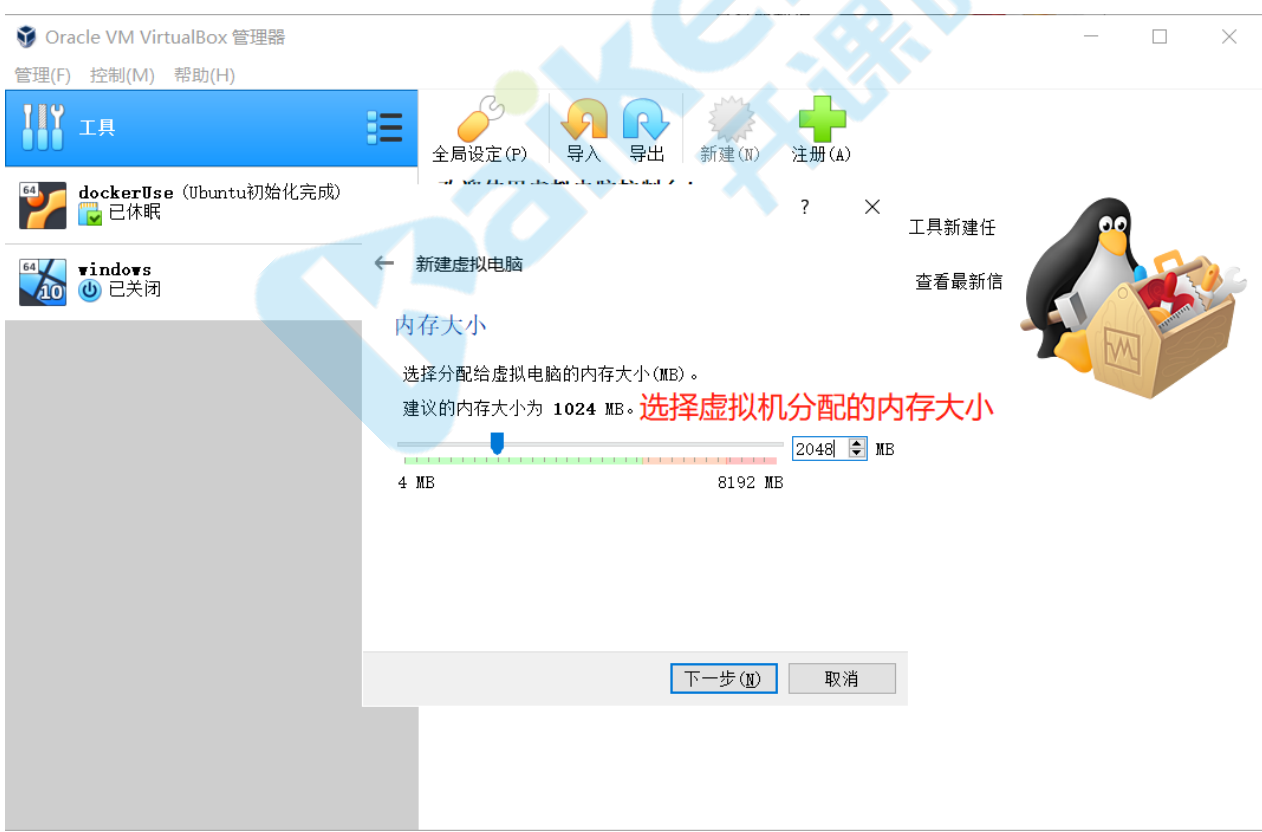 Oracle VM VirtualBox 管理器
管理(F) 控制(M) 帮助(H)
工具
全局设定(P) 导入 导出 新建(N) 注册(A)
64 dockerUse (Ubuntu初始化完成)
已休眠
64 10 windows
已关闭
?
工具新建任
查看最新信
新建虚拟电脑
内存大小
选择分配给虚拟电脑的内存大小(MB)。
建议的内存大小为 1024 MB。选择虚拟机分配的内存大小
2048 MB
4 MB 8192 MB
下一步(N) 取消